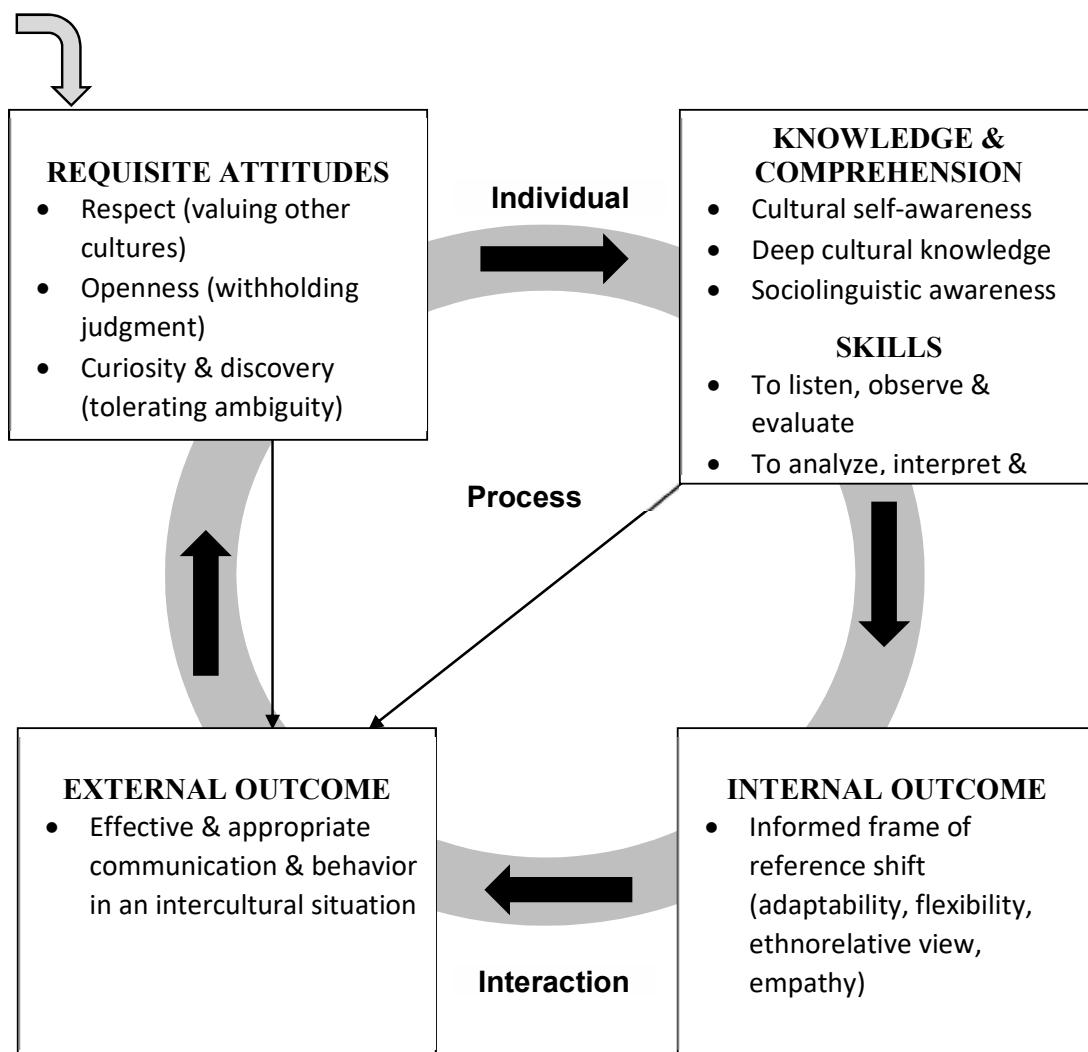 REQUISITE ATTITUDES
• Respect (valuing other
cultures)
• Openness (withholding
judgment)
• Curiosity & discovery
(tolerating ambiguity)
Individual
KNOWLEDGE &
COMPREHENSION
• Cultural self-awareness
• Deep cultural knowledge
• Sociolinguistic awareness
SKILLS
• To listen, observe &
evaluate
• To analyze, interpret &
Process
EXTERNAL OUTCOME
• Effective & appropriate
communication & behavior
in an intercultural situation
Interaction
INTERNAL OUTCOME
• Informed frame of
reference shift
(adaptability, flexibility,
ethnorelative view,
empathy)